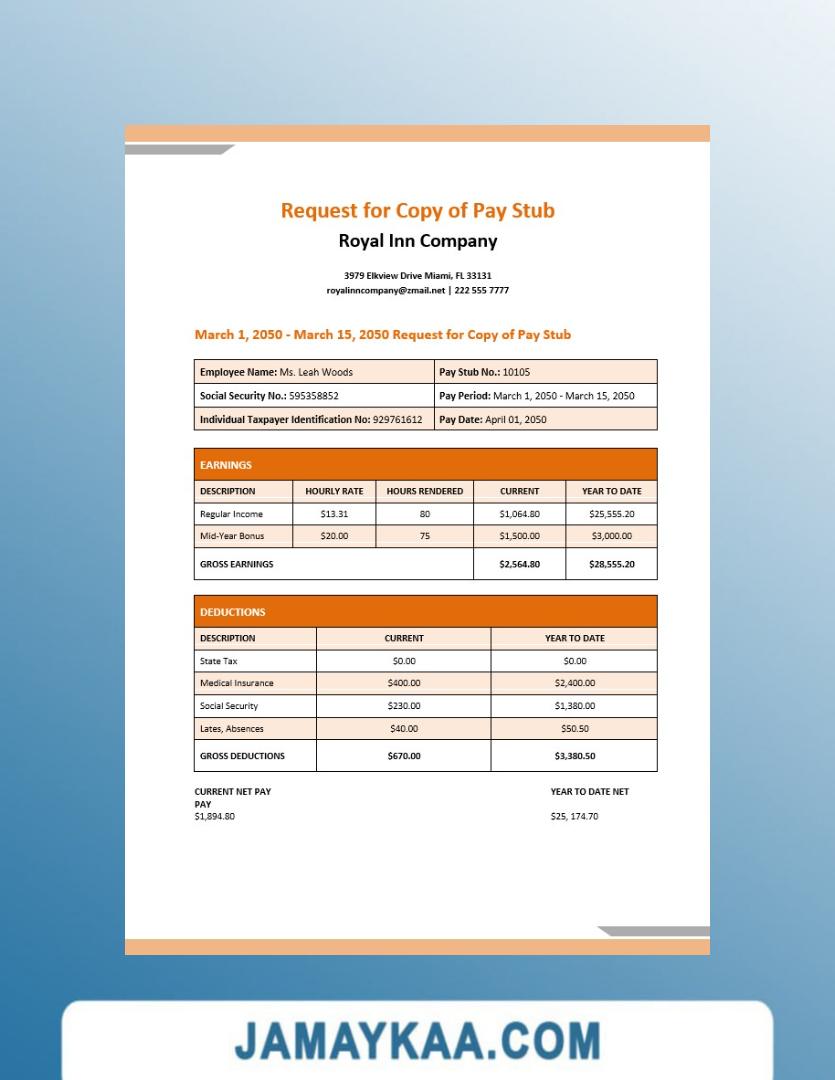 Request for Copy of Pay Stub
Royal Inn Company
3979 Elkview Drive Miami, FL 33131
royalinncompany@zmail.net | 222 555 7777
March 1, 2050 - March 15, 2050 Request for Copy of Pay Stub
Employee Name: Ms. Leah Woods Pay Stub No.: 10105
Social Security No.: 595358852 Pay Period: March 1, 2050 - March 15, 2050
Individual Taxpayer Identification No: 929761612 Pay Date: April 01, 2050
EARNINGS
DESCRIPTION HOURLY RATE HOURS RENDERED CURRENT YEAR TO DATE
Regular Income $13.31 80 $1,064.80 $25,555.20
Mid-Year Bonus $20.00 75 $1,500.00 $3,000.00
GROSS EARNINGS $2,564.80 $28,555.20
DEDUCTIONS
DESCRIPTION CURRENT YEAR TO DATE
State Tax $0.00 $0.00
Medical Insurance $400.00 $2,400.00
Social Security $230.00 $1,380.00
Lates, Absences $40.00 $50.50
GROSS DEDUCTIONS $670.00 $3,380.50
CURRENT NET PAY YEAR TO DATE NET
PAY
$1,894.80 $25, 174.70
JAMAYKAA.COM